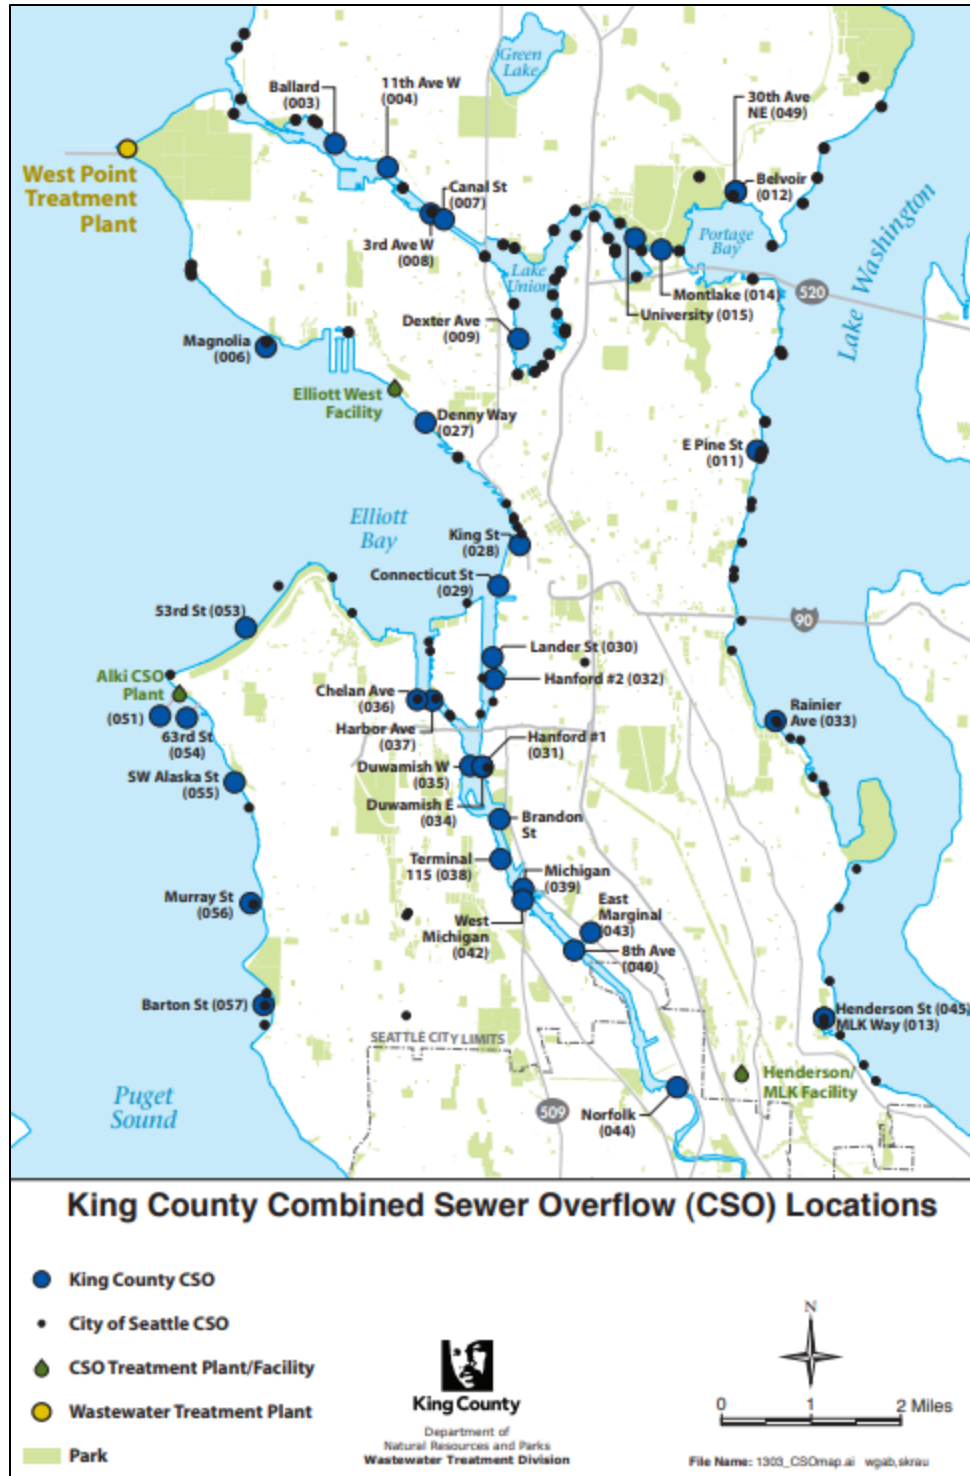 Green
Lake
Ballard
(003)
11th Ave W
(004)
30th Ave
NE (049)
West Point
Treatment
Plant
Canal St
(007)
Belvoir
(012)
3rd Ave W
(008)
Portage
Bay
Lake Washington
Lake
Union
520
Montlake (014)
University (015)
Dexter Ave
(009)
Magnolia
(006)
Elliott West
Facility
Denny Way
(027)
E Pine St
(011)
Elliott
Bay
King St
(028)
Connecticut St
(029)
53rd St (053)
90
Lander St (030)
Alki CSO
Plant
Hanford #2 (032)
Chelan Ave
(036)
Rainier
Ave (033)
(051)
63rd St
(054)
Harbor Ave
(037)
Hanford #1
(031)
SW Alaska St
(055)
Duwamish W
(035)
Duwamish E
(034)
Brandon
St
Terminal
115 (038)
Michigan
(039)
Murray St
(056)
East
Marginal
(043)
West
Michigan
(042)
8th Ave
(040)
Barton St (057)
Henderson St (045)
MLK Way (013)
SEATTLE CITY LIMITS
Henderson/
MLK Facility
Puget
Sound
509
Norfolk
(044)
King County Combined Sewer Overflow (CSO) Locations
King County CSO
City of Seattle CSO
CSO Treatment Plant/Facility
Wastewater Treatment Plant
Park
King County
Department of
Natural Resources and Parks
Wastewater Treatment Division
N
0 1 2 Miles
File Name: 1303_CSOmap.ai wgab,skrau